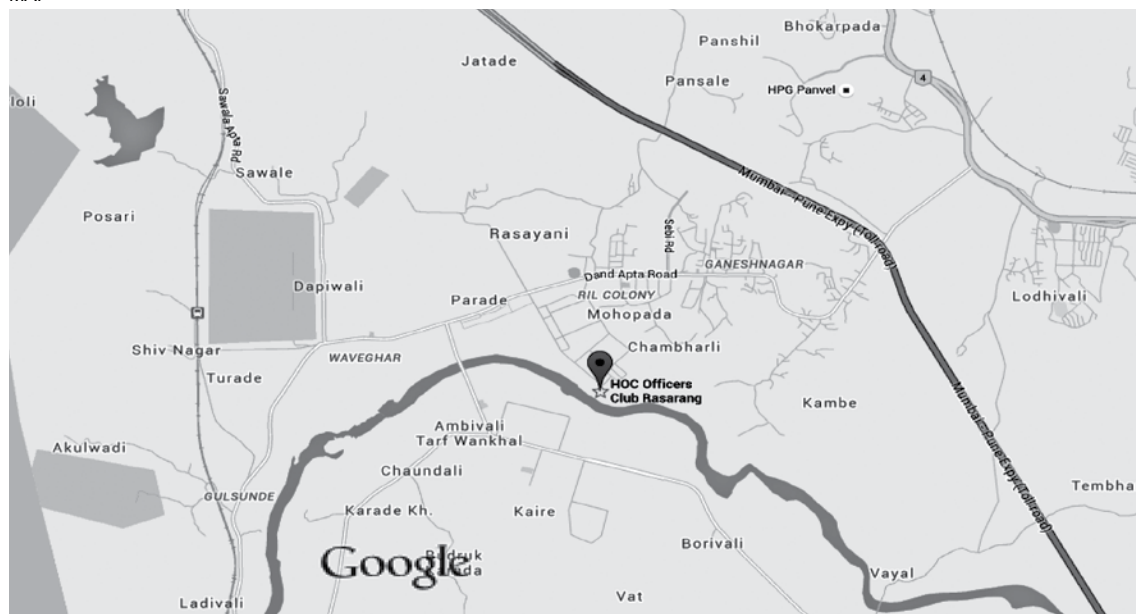 Bhokarpada
Panshil
Jatade
Pansale
4
HPG Panvel
loli
Sawala Apta Rd
Sawale
Mumbai - Pune Expy (Toll road)
Posari
Rasayani
Sebi Rd
GANESHNAGAR
Dand Apta Road
Dapiwali
RIL COLONY
Parade
Lodhivali
Mohopada
Shiv Nagar
WAVEGHAR
Chambharli
Turade
HOC Officers
Club Rasarang
Kambe
Mumbai - Pune Expy (Toll road)
Ambivali
Tarf Wankhal
Akulwadi
Chaundali
GULSUNDE
Tembha
Karade Kh.
Kaire
Borivali
Google
Vayal
Ladivali
Vat